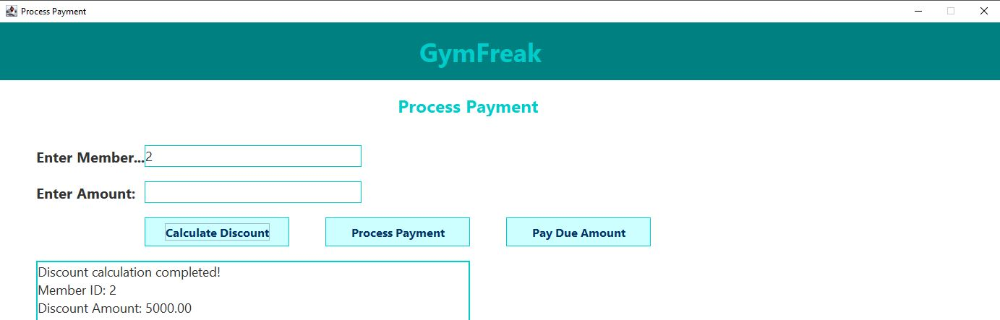 Process Payment
GymFreak
Process Payment
Enter Member...2
Enter Amount:
Calculate Discount Process Payment Pay Due Amount
Discount calculation completed!
Member ID: 2
Discount Amount: 5000.00